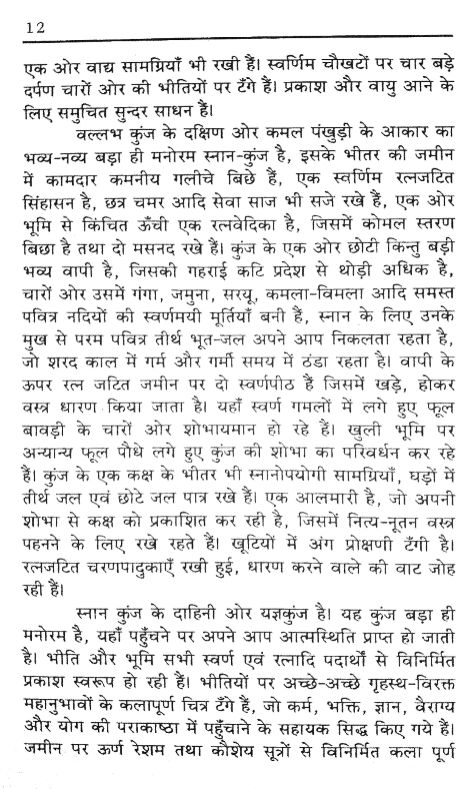 12
एक ओर वाद्य सामग्रियाँ भी रखी हैं। स्वर्णिम चौखटों पर चार बड़े
दर्पण चारों ओर की भीतियों पर टँगे हैं। प्रकाश और वायु आने के
लिए समुचित सुन्दर साधन हैं।
वल्लभ कुंज के दक्षिण ओर कमल पंखुड़ी के आकार का
भव्य-नव्य बड़ा ही मनोरम स्नान-कुंज है, इसके भीतर की जमीन
में कामदार कमनीय गलीचे बिछे हैं, एक स्वर्णिम रत्नजटित
सिंहासन है, छत्र चमर आदि सेवा साज भी सजे रखे हैं, एक ओर
भूमि से किंचित ऊँची एक रत्नवेदिका है, जिसमें कोमल स्तरण
बिछा है तथा दो मसनद रखे हैं। कुंज के एक ओर छोटी किन्तु बड़ी
भव्य वापी है, जिसकी गहराई कटि प्रदेश से थोड़ी अधिक है,
चारों ओर उसमें गंगा, जमुना, सरयू, कमला-विमला आदि समस्त
पवित्र नदियों की स्वर्णमयी मूर्तियाँ बनी हैं, स्नान के लिए उनके
मुख से परम पवित्र तीर्थ भूत-जल अपने आप निकलता रहता है,
जो शरद काल में गर्म और गर्मी समय में ठंडा रहता है। वापी के
ऊपर रत्न जटित जमीन पर दो स्वर्णपीठ हैं जिसमें खड़े, होकर
वस्त्र धारण किया जाता है। यहाँ स्वर्ण गमलों में लगे हुए फूल
बावड़ी के चारों ओर शोभायमान हो रहे हैं। खुली भूमि पर
अन्यान्य फूल पौधे लगे हुए कुंज की शोभा का परिवर्धन कर रहे
हैं। कुंज के एक कक्ष के भीतर भी स्नानोपयोगी सामग्रियाँ, घड़ों में
तीर्थ जल एवं छोटे जल पात्र रखे हैं। एक आलमारी है, जो अपनी
शोभा से कक्ष को प्रकाशित कर रही है, जिसमें नित्य-नूतन वस्त्र
पहनने के लिए रखे रहते हैं। खूटियों में अंग प्रोक्षणी टँगी है।
रत्नजटित चरणपादुकाएँ रखी हुई, धारण करने वाले की वाट जोह
रही हैं।
स्नान कुंज के दाहिनी ओर यज्ञकुंज है। यह कुंज बड़ा ही
मनोरम है, यहाँ पहुँचने पर अपने आप आत्मस्थिति प्राप्त हो जाती
है। भीति और भूमि सभी स्वर्ण एवं रत्नादि पदार्थों से विनिर्मित
प्रकाश स्वरूप हो रही हैं। भीतियों पर अच्छे-अच्छे गृहस्थ-विरक्त
महानुभावों के कलापूर्ण चित्र टँगे हैं, जो कर्म, भक्ति, ज्ञान, वैराग्य
और योग की पराकाष्ठा में पहुँचाने के सहायक सिद्ध किए गये हैं।
जमीन पर ऊर्ण रेशम तथा कौशेय सूत्रों से विनिर्मित कला पूर्ण